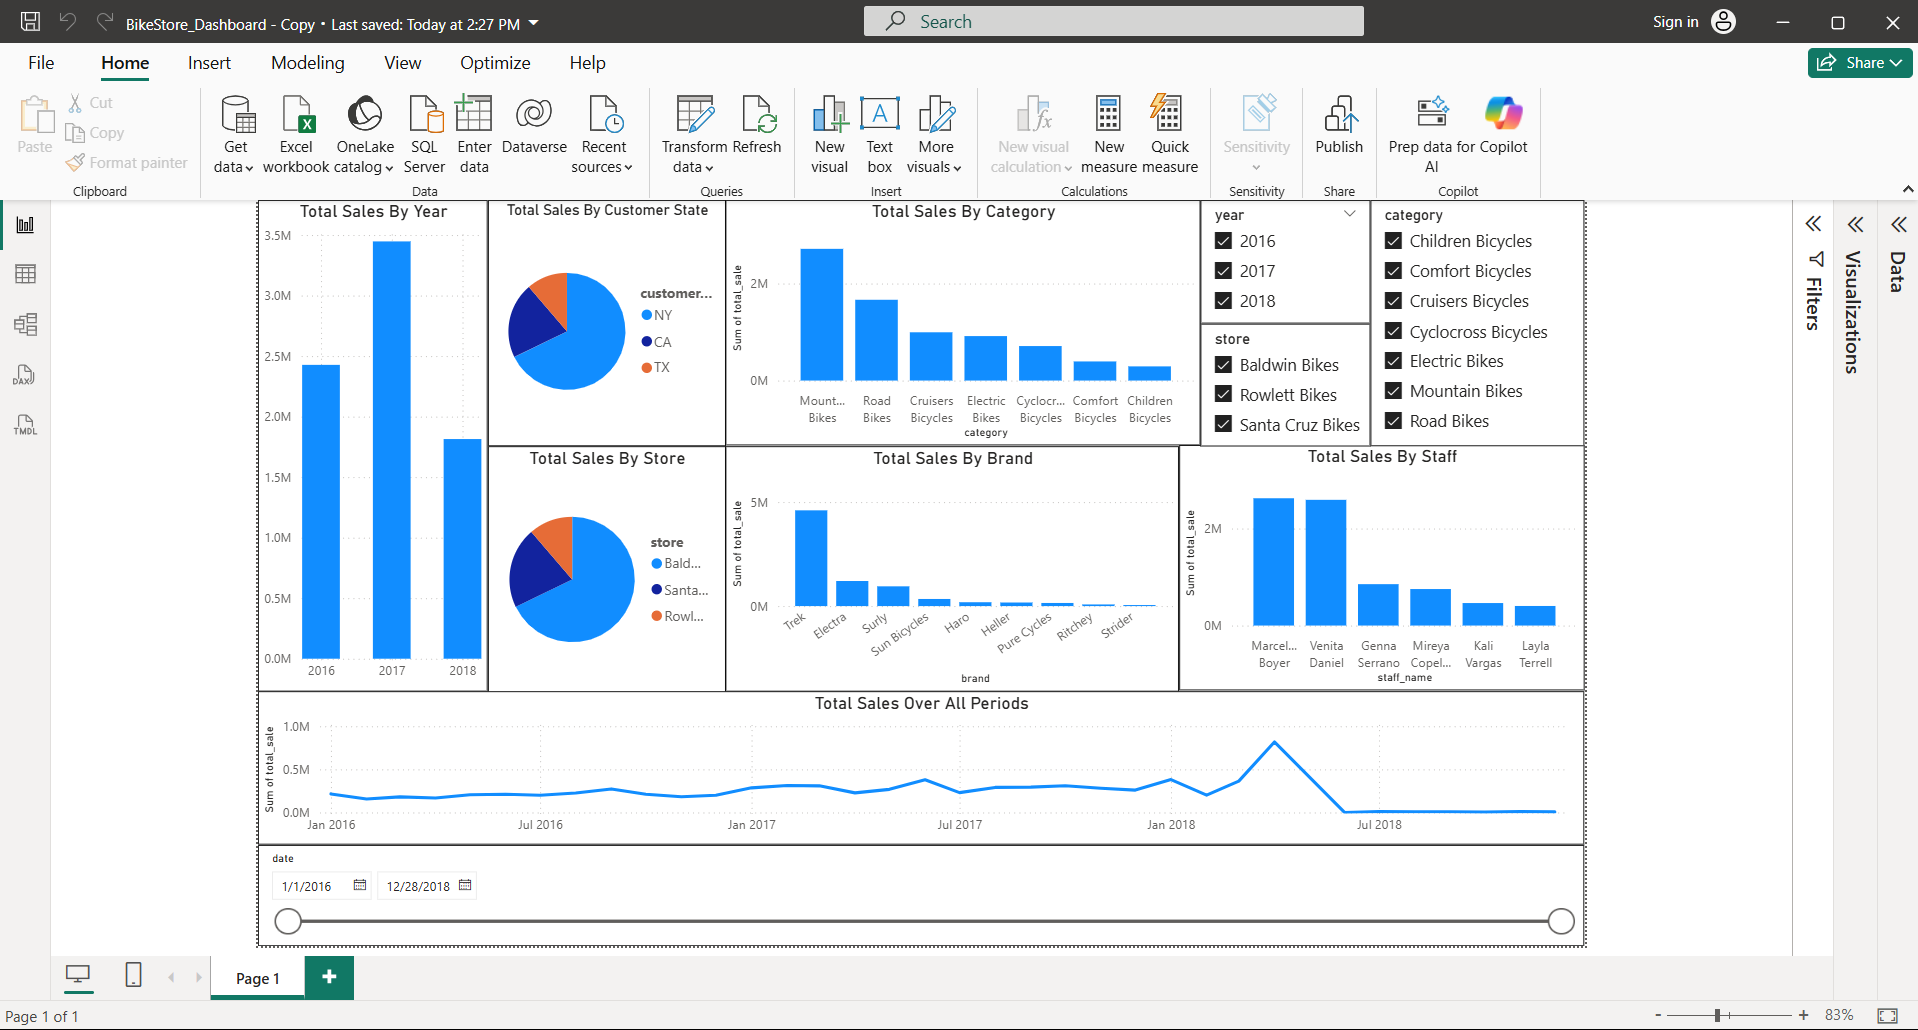 BikeStore_Dashboard - Copy • Last saved: Today at 2:27 PM
Search
Sign in
File Home Insert Modeling View Optimize Help
Share
Paste
Cut
Copy
Format painter
Clipboard
Get data
Excel workbook
OneLake catalog
SQL Server
Enter data
Dataverse
Recent sources
Data
Transform data
Refresh
Queries
New visual
Text box
More visuals
Insert
New visual calculation
New measure
Quick measure
Calculations
Sensitivity
Sensitivity
Publish
Share
Prep data for AI
Copilot
Copilot
DAX
TMDL
Total Sales By Year
3.5M
3.0M
2.5M
2.0M
1.5M
1.0M
0.5M
0.0M
2016 2017 2018
Total Sales By Customer State
customer...
NY
CA
TX
Total Sales By Category
Sum of total_sale
2M
0M
Mount... Bikes
Road Bikes
Cruisers Bicycles
Electric Bikes
Cyclocr... Bicycles
Comfort Bicycles
Children Bicycles
category
year
2016
2017
2018
store
Baldwin Bikes
Rowlett Bikes
Santa Cruz Bikes
category
Children Bicycles
Comfort Bicycles
Cruisers Bicycles
Cyclocross Bicycles
Electric Bikes
Mountain Bikes
Road Bikes
Filters
Visualizations
Data
Total Sales By Store
store
Bald...
Santa...
Rowl...
Total Sales By Brand
Sum of total_sale
5M
0M
Trek
Electra
Surly
Sun Bicycles
Haro
Heller
Pure Cycles
Ritchey
Strider
brand
Total Sales By Staff
Sum of total_sale
2M
0M
Marcel... Boyer
Venita Daniel
Genna Serrano
Mireya Copel...
Kali Vargas
Layla Terrell
staff_name
Total Sales Over All Periods
Sum of total_sale
1.0M
0.5M
0.0M
Jan 2016 Jul 2016 Jan 2017 Jul 2017 Jan 2018 Jul 2018
date
1/1/2016 12/28/2018
Page 1
+
Page 1 of 1
- + 83%